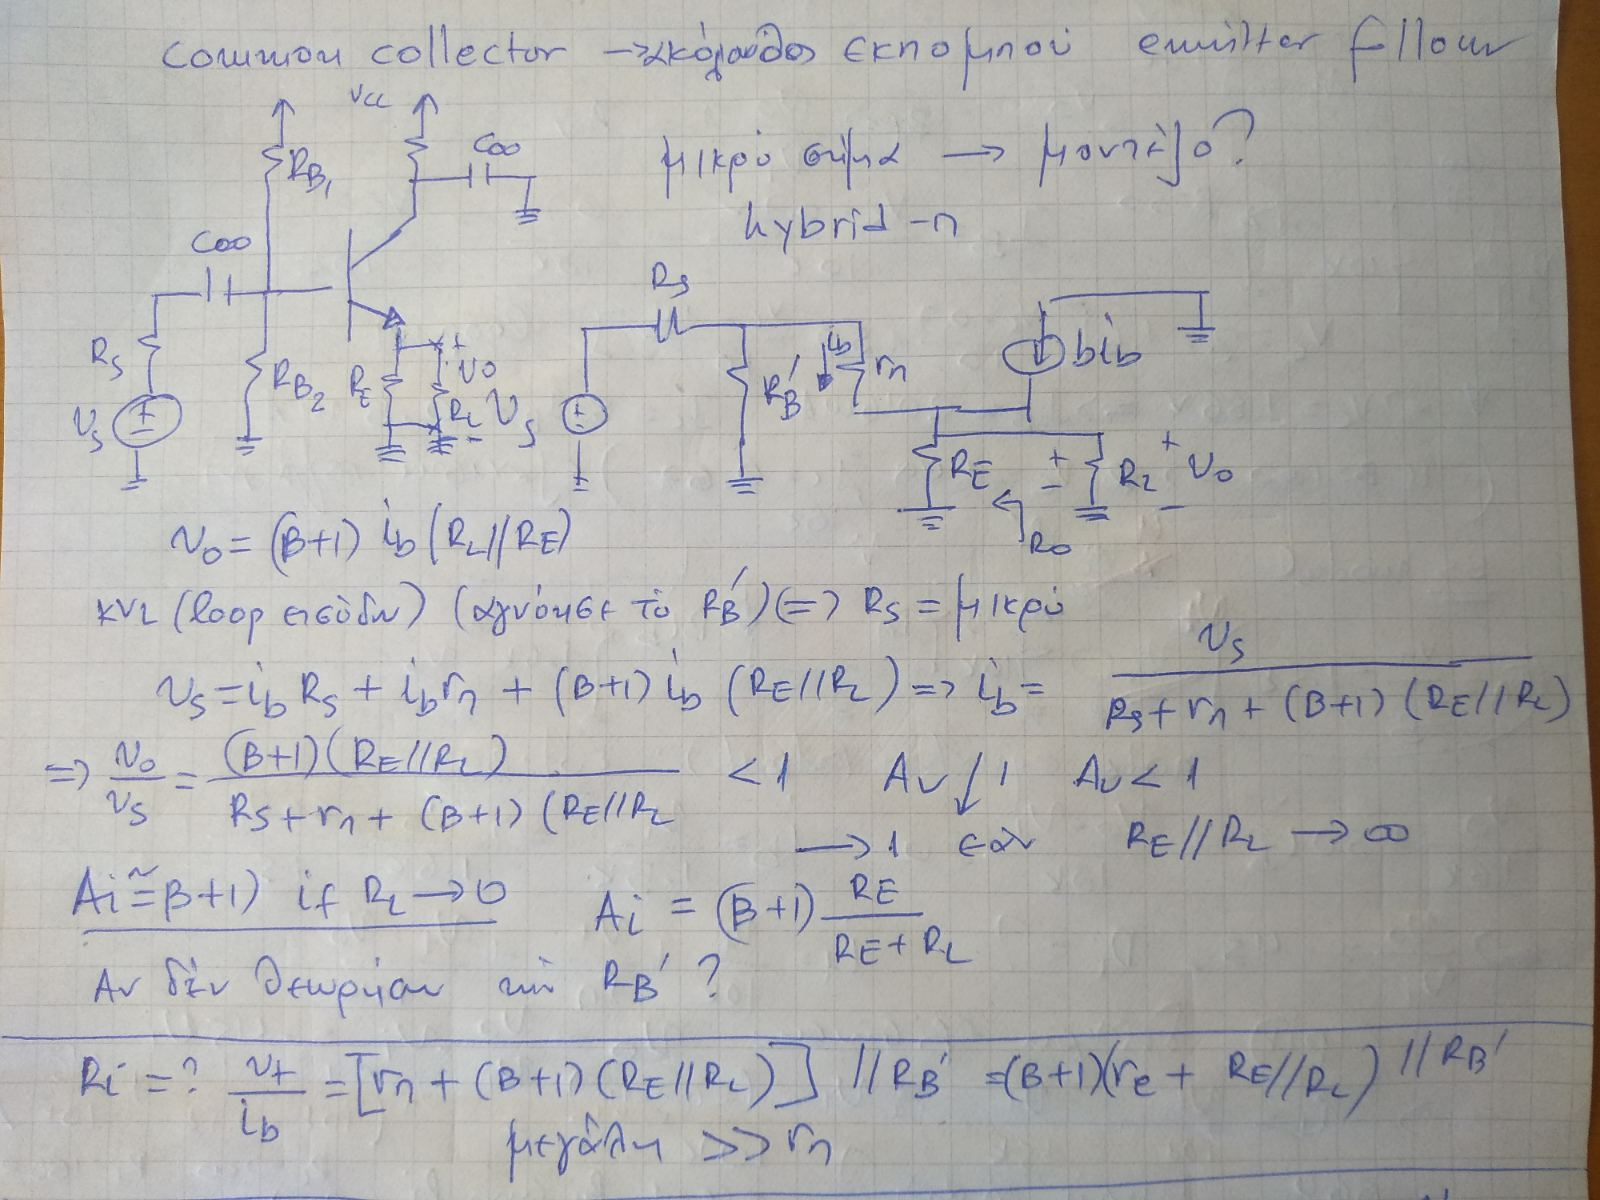 common collector → ακόλουθος εκπομπού emitter follower
Vcc
RB1
C∞
μικρό σήμα → μοντέλο?
hybrid-π
C∞
RS
RB2
RE
RL
+
vo
-
vS
RS
RB'
ib
rπ
bib
vS
RE
RL
+
vo
-
Ro
vo = (B+1) ib (RL//RE)
KVL (loop εισόδου) (αγνόησε το RB') (=> RS = μικρό
vS = ib RS + ib rπ + (B+1) ib (RE//RL) => ib = vS / RS + rπ + (B+1) (RE//RL)
=> vo/vS = (B+1) (RE//RL) / RS + rπ + (B+1) (RE//RL < 1 Av ↓ 1 Av < 1
→ 1 εάν RE//RL → ∞
Ai ≅ B+1) if RL → 0 Ai = (B+1) RE / RE + RL
Αν δέν θεωρήσω RB' ?
Ri = ? vt/ib = [rπ + (B+1) (RE//RL)] // RB' = (B+1)(re + RE//RL) // RB'
μεγάλη >> rπ